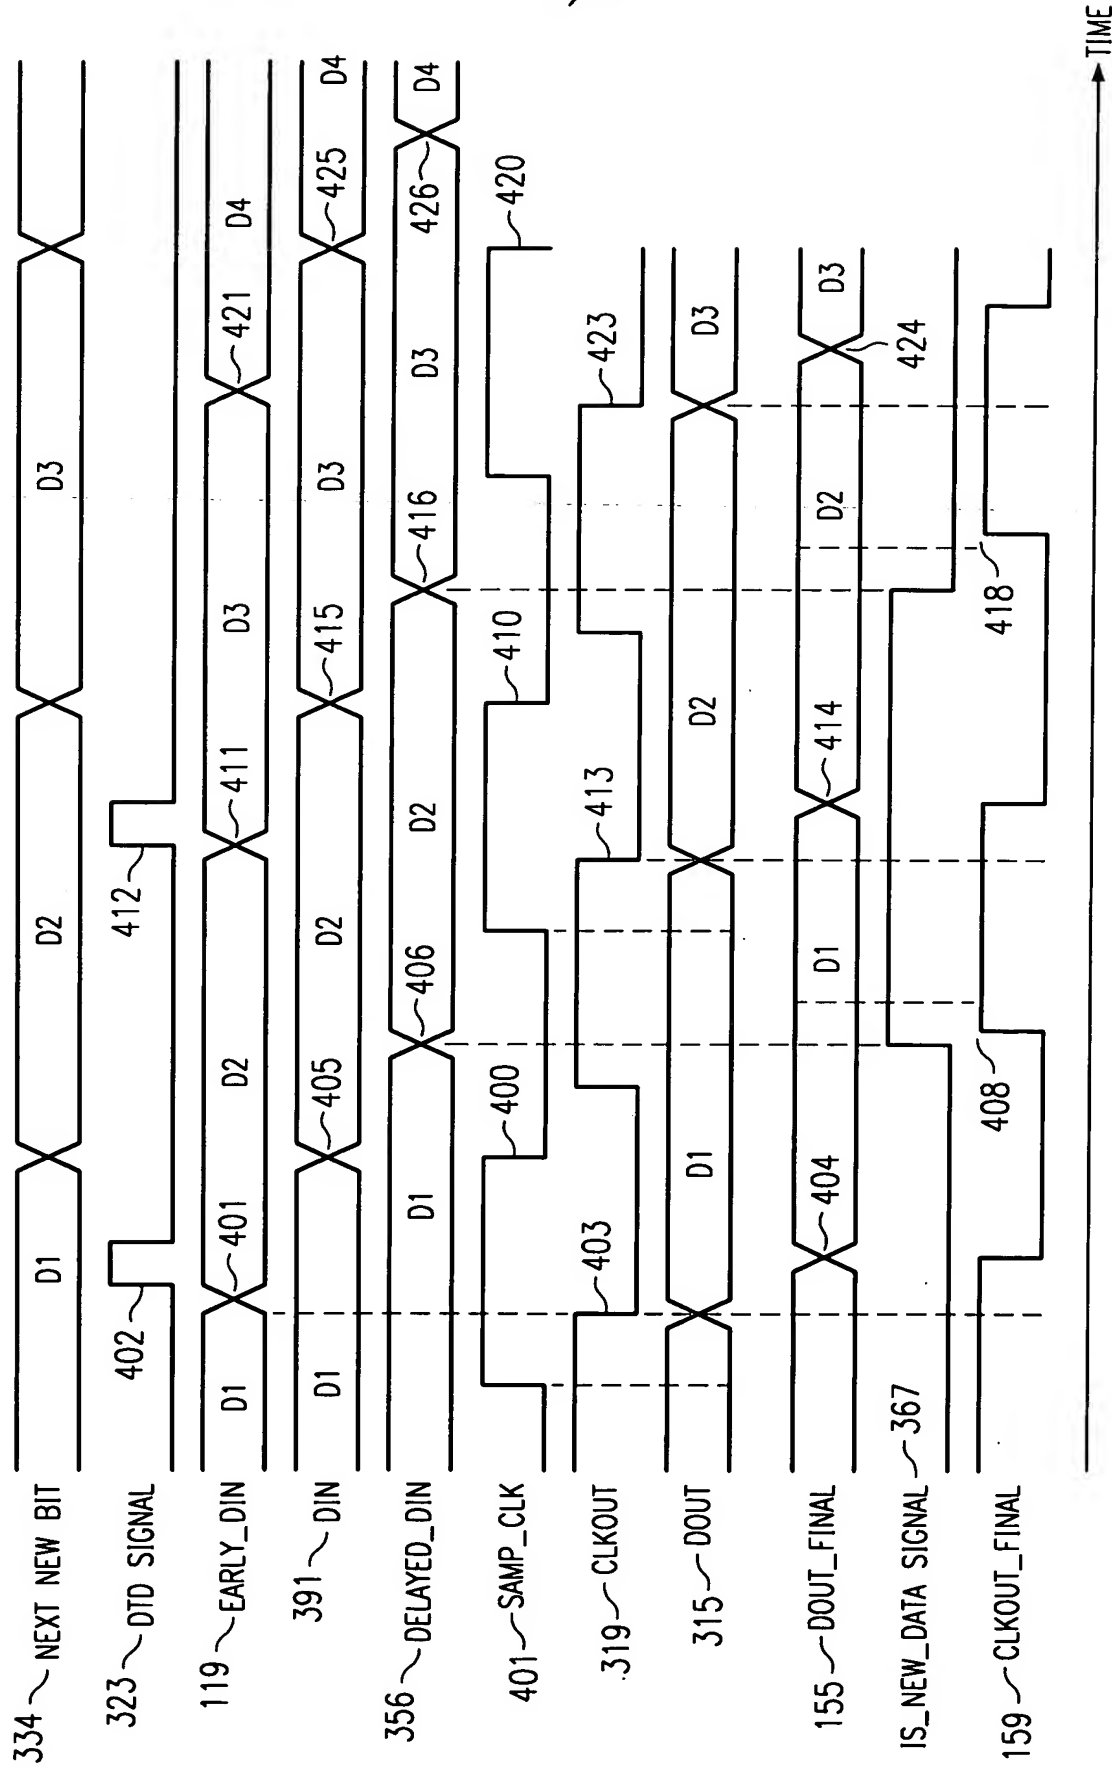 334 NEXT NEW BIT D1 D2 D3
323 DTD SIGNAL 402 412
119 EARLY_DIN D1 401 D2 411 D3 421 D4
391 DIN D1 405 D2 415 D3 425 D4
356 DELAYED_DIN D1 406 D2 416 D3 426 D4
401 SAMP_CLK 400 410 420
319 CLKOUT 403 413 423
315 DOUT D1 D2 D3
155 DOUT_FINAL 404 D1 414 D2 424 D3
IS_NEW_DATA SIGNAL 367
159 CLKOUT_FINAL 408 418
TIME